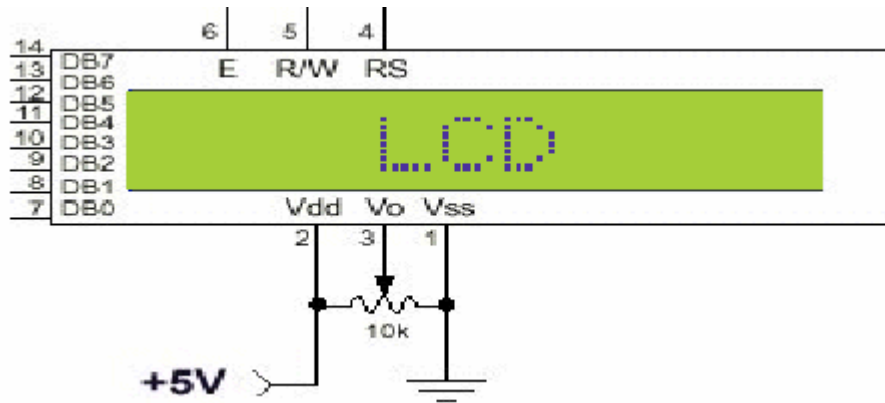 6 5 4
14 DB7 E R/W RS
13 DB6
12 DB5
11 DB4
10 DB3
9 DB2
8 DB1
7 DB0
LCD
Vdd Vo Vss
2 3 1
10k
+5V